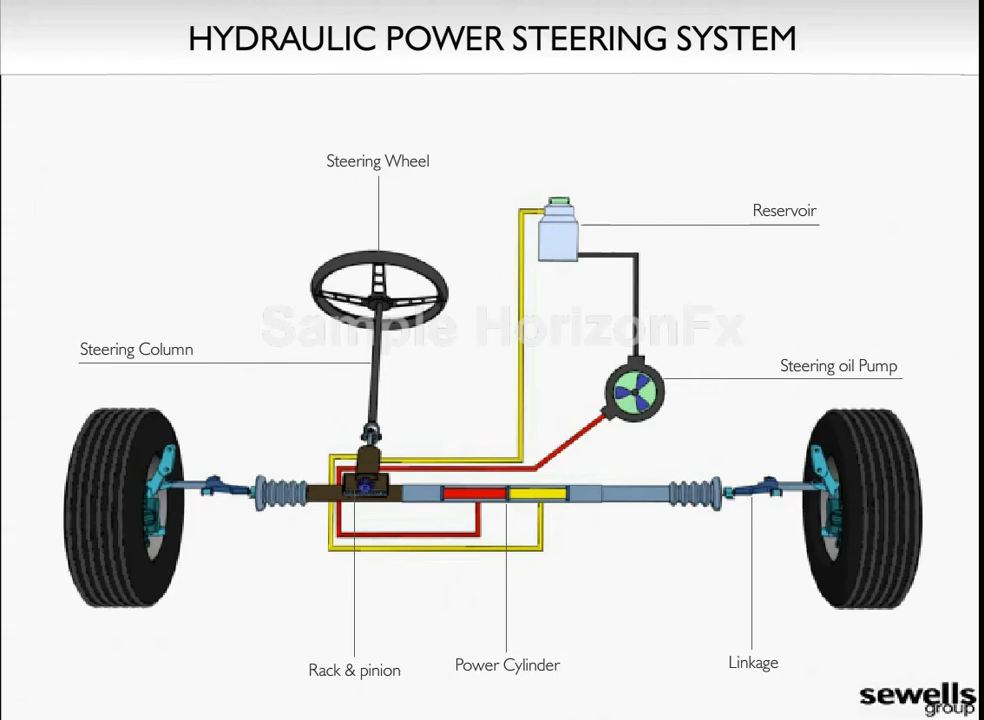 HYDRAULIC POWER STEERING SYSTEM
Steering Wheel
Reservoir
Sample HorizonFx
Steering Column
Steering oil Pump
Rack & pinion
Power Cylinder
Linkage
sewells
group